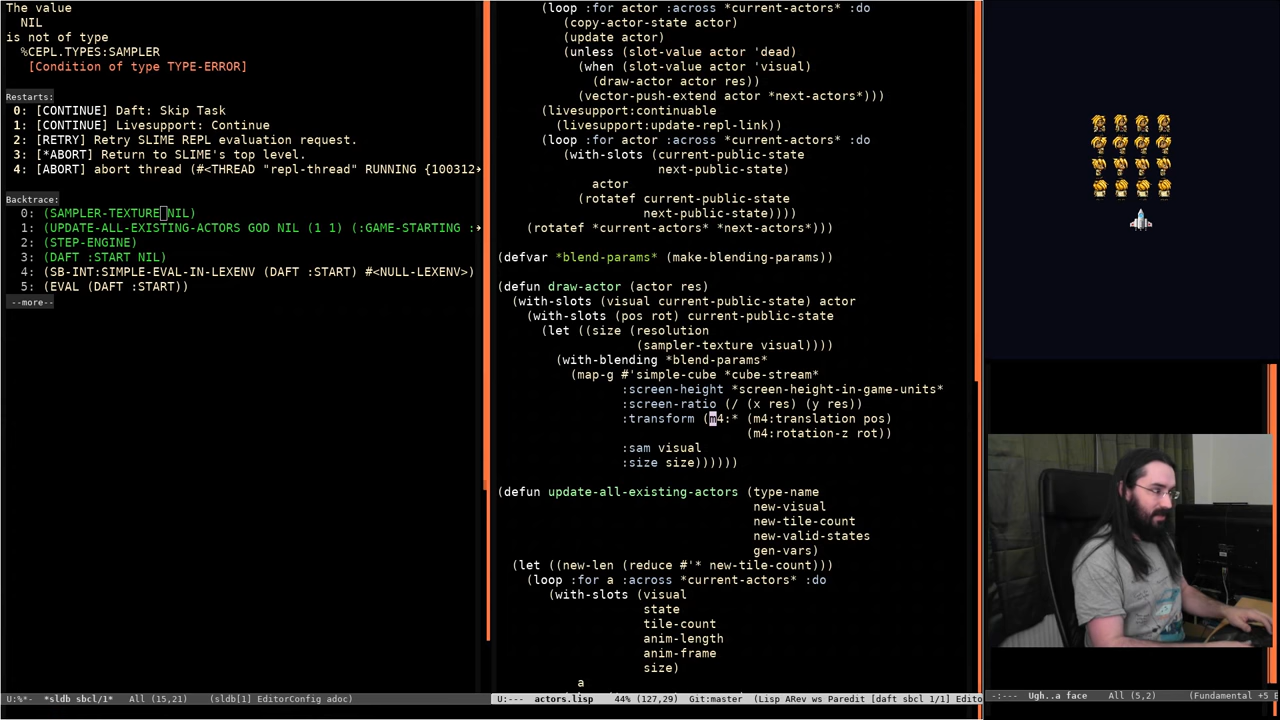 The value
  NIL
is not of type
  %CEPL.TYPES:SAMPLER
   [Condition of type TYPE-ERROR]
Restarts:
 0: [CONTINUE] Daft: Skip Task
 1: [CONTINUE] Livesupport: Continue
 2: [RETRY] Retry SLIME REPL evaluation request.
 3: [*ABORT] Return to SLIME's top level.
 4: [ABORT] abort thread (#<THREAD "repl-thread" RUNNING {100312
Backtrace:
  0: (SAMPLER-TEXTURE NIL)
  1: (UPDATE-ALL-EXISTING-ACTORS GOD NIL (1 1) (:GAME-STARTING :
  2: (STEP-ENGINE)
  3: (DAFT :START NIL)
  4: (SB-INT:SIMPLE-EVAL-IN-LEXENV (DAFT :START) #<NULL-LEXENV>)
  5: (EVAL (DAFT :START))
 --more--
U:%*-  *sldb sbcl/1*   All (15,21)    (sldb[1] EditorConfig adoc)
      (loop :for actor :across *current-actors* :do
         (copy-actor-state actor)
         (update actor)
         (unless (slot-value actor 'dead)
           (when (slot-value actor 'visual)
             (draw-actor actor res))
           (vector-push-extend actor *next-actors*)))
      (livesupport:continuable
        (livesupport:update-repl-link))
      (loop :for actor :across *current-actors* :do
         (with-slots (current-public-state
                      next-public-state)
             actor
           (rotatef current-public-state
                    next-public-state))))
    (rotatef *current-actors* *next-actors*)))
(defvar *blend-params* (make-blending-params))
(defun draw-actor (actor res)
  (with-slots (visual current-public-state) actor
    (with-slots (pos rot) current-public-state
      (let ((size (resolution
                   (sampler-texture visual))))
        (with-blending *blend-params*
          (map-g #'simple-cube *cube-stream*
                 :screen-height *screen-height-in-game-units*
                 :screen-ratio (/ (x res) (y res))
                 :transform (m4:* (m4:translation pos)
                                  (m4:rotation-z rot))
                 :sam visual
                 :size size))))))
(defun update-all-existing-actors (type-name
                                   new-visual
                                   new-tile-count
                                   new-valid-states
                                   gen-vars)
  (let ((new-len (reduce #'* new-tile-count)))
    (loop :for a :across *current-actors* :do
       (with-slots (visual
                    state
                    tile-count
                    anim-length
                    anim-frame
                    size)
           a
U:---  actors.lisp    44% (127,29)   Git:master   (Lisp ARev ws Paredit [daft sbcl 1/1] Edito
-:---  Ugh..a face    All (5,2)      (Fundamental +5 E